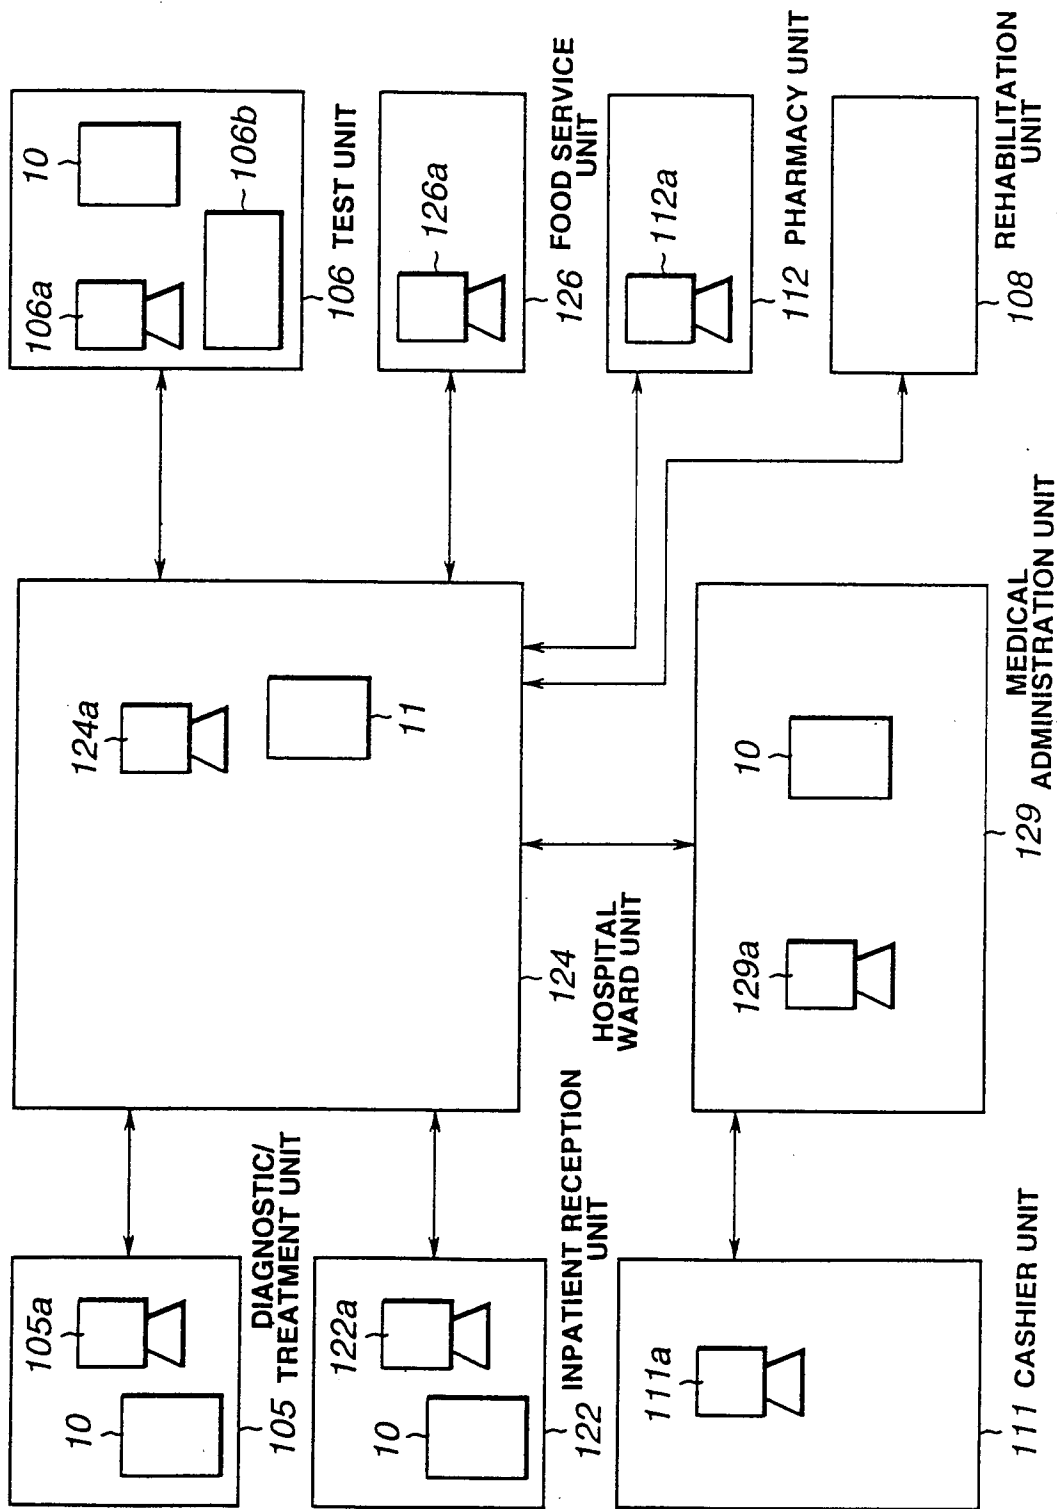 10
105a
105
DIAGNOSTIC/
TREATMENT UNIT
10
122a
122
INPATIENT RECEPTION
UNIT
111a
111 CASHIER UNIT
124a
11
124
HOSPITAL
WARD UNIT
129a
10
129
MEDICAL
ADMINISTRATION UNIT
106a
10
106b
106 TEST UNIT
126a
126
FOOD SERVICE
UNIT
112a
112 PHARMACY UNIT
108
REHABILITATION
UNIT